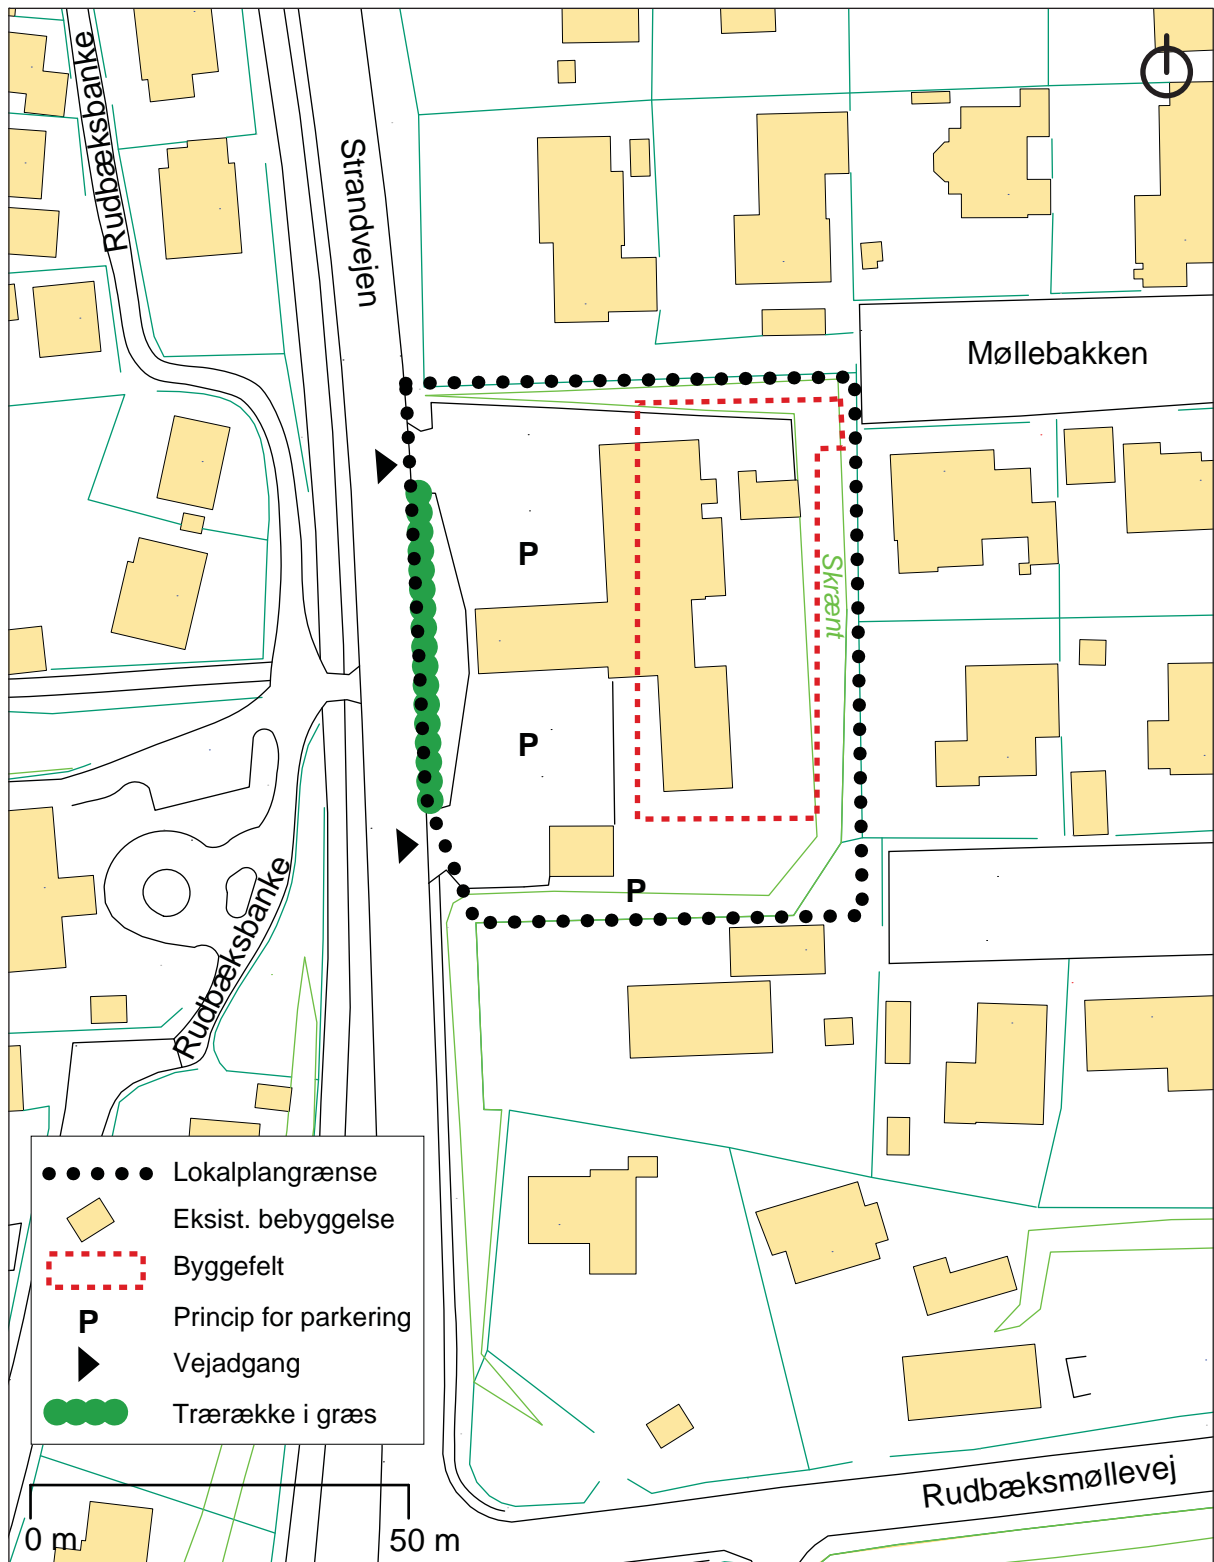 Rudbæksbanke
Strandvejen
Møllebakken
P
Skrænt
P
P
Rudbæksbanke
Lokalplangrænse
Eksist. bebyggelse
Byggefelt
P Princip for parkering
Vejadgang
Trærække i græs
Rudbæksmøllevej
0 m 50 m